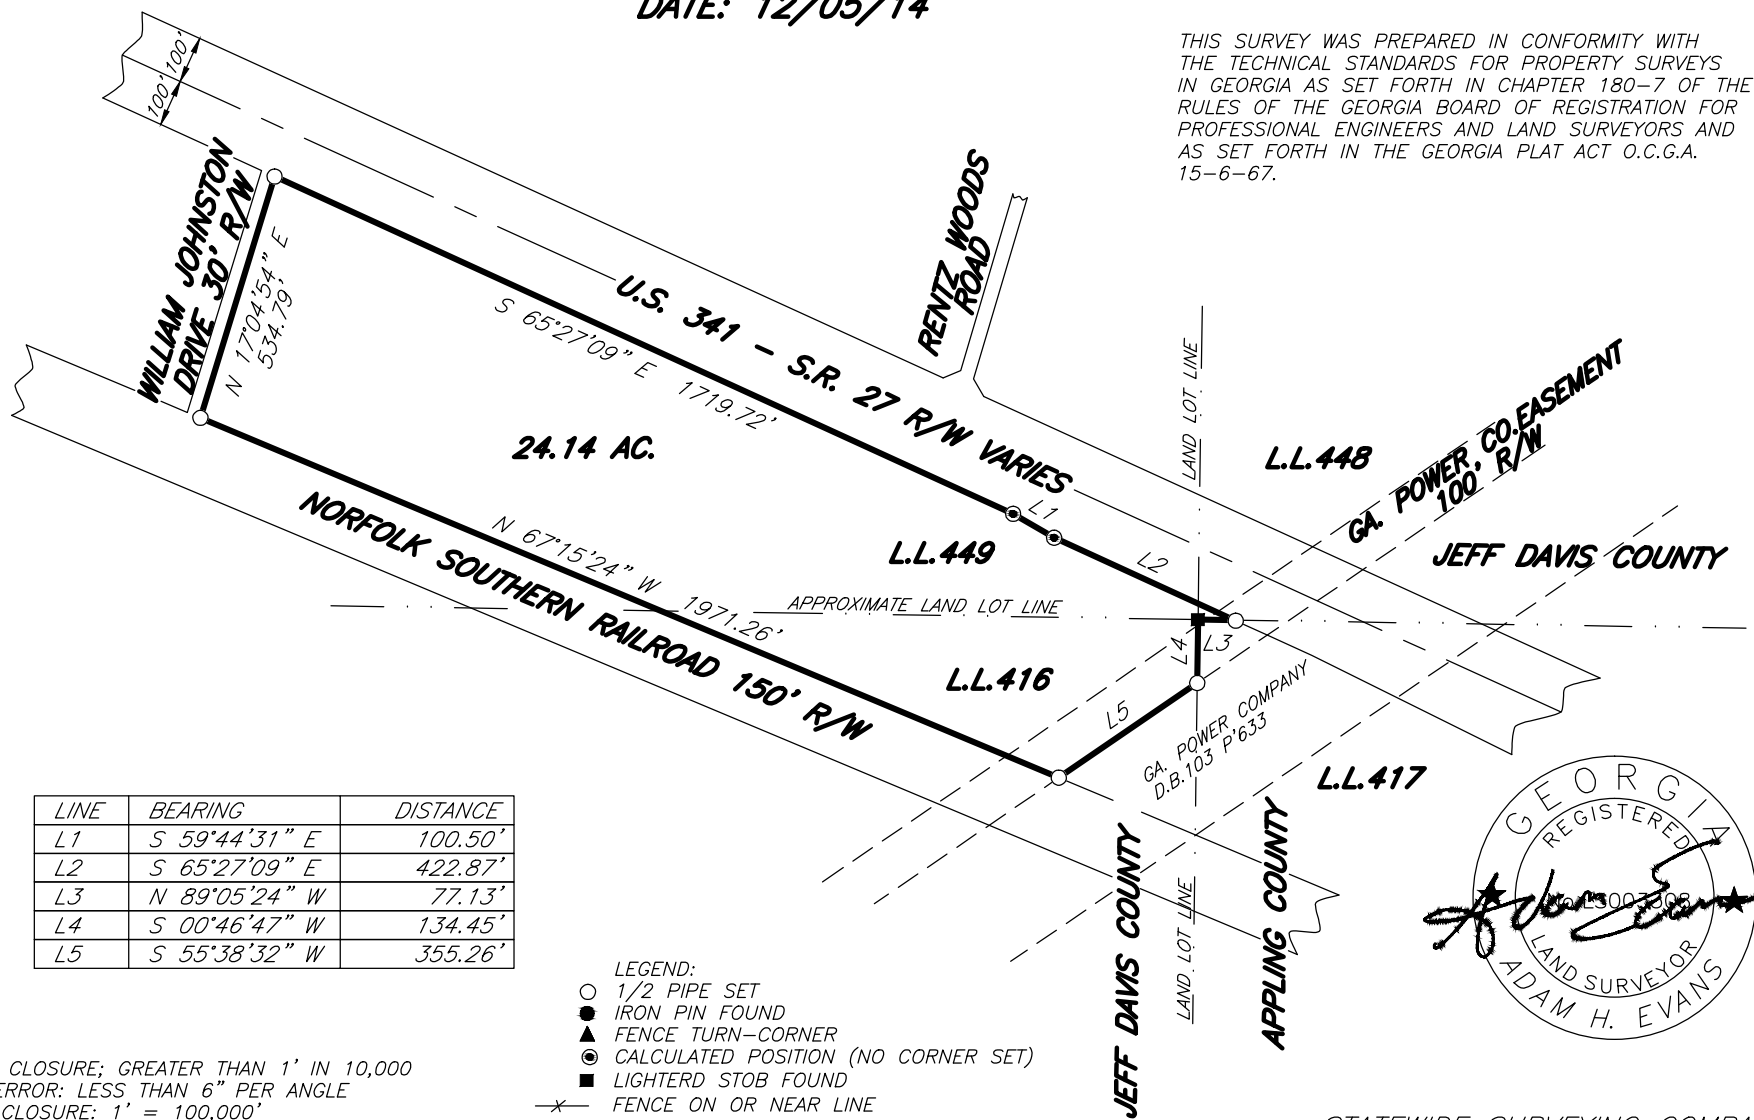 DATE: 12/05/14
THIS SURVEY WAS PREPARED IN CONFORMITY WITH
THE TECHNICAL STANDARDS FOR PROPERTY SURVEYS
IN GEORGIA AS SET FORTH IN CHAPTER 180-7 OF THE
RULES OF THE GEORGIA BOARD OF REGISTRATION FOR
PROFESSIONAL ENGINEERS AND LAND SURVEYORS AND
AS SET FORTH IN THE GEORGIA PLAT ACT O.C.G.A.
15-6-67.
100'
100'
WILLIAM JOHNSTON
DRIVE 30' R/W
N 17°04'54" E
534.79'
RENTZ WOODS
ROAD
U.S. 341 - S.R. 27 R/W VARIES
S 65°27'09" E 1719.72'
24.14 AC.
NORFOLK SOUTHERN RAILROAD 150' R/W
N 67°15'24" W 1971.26'
LAND LOT LINE
L.L.448
GA. POWER, CO.EASEMENT
100' R/W
JEFF DAVIS COUNTY
L1
L2
L.L.449
APPROXIMATE LAND LOT LINE
L3
L4
L5
L.L.416
GA. POWER COMPANY
D.B.103 P'633
L.L.417
JEFF DAVIS COUNTY
LAND LOT LINE
APPLING COUNTY
LINE BEARING DISTANCE
L1 S 59°44'31" E 100.50'
L2 S 65°27'09" E 422.87'
L3 N 89°05'24" W 77.13'
L4 S 00°46'47" W 134.45'
L5 S 55°38'32" W 355.26'
LEGEND:
1/2 PIPE SET
IRON PIN FOUND
FENCE TURN-CORNER
CALCULATED POSITION (NO CORNER SET)
LIGHTERD STOB FOUND
FENCE ON OR NEAR LINE
CLOSURE; GREATER THAN 1' IN 10,000
ERROR: LESS THAN 6" PER ANGLE
CLOSURE: 1' = 100,000'
GEORGIA
REGISTERED
LAND SURVEYOR
ADAM H. EVANS
STATEWIDE SURVEYING